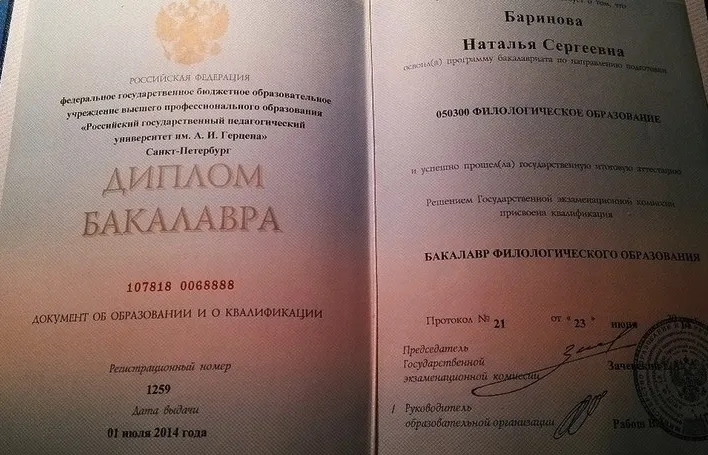 РОССИЙСКАЯ ФЕДЕРАЦИЯ
федеральное государственное бюджетное образовательное
учреждение высшего профессионального образования
«Российский государственный педагогический
университет им. А. И. Герцена»
Санкт-Петербург
ДИПЛОМ
БАКАЛАВРА
107818 0068888
ДОКУМЕНТ ОБ ОБРАЗОВАНИИ И О КВАЛИФИКАЦИИ
Регистрационный номер
1259
Дата выдачи
01 июля 2014 года
о том, что
Баринова
Наталья Сергеевна
освоил(а) программу бакалавриата по направлению подготовки
050300 ФИЛОЛОГИЧЕСКОЕ ОБРАЗОВАНИЕ
и успешно прошел(ла) государственную итоговую аттестацию
Решением Государственной экзаменационной комиссии
присвоена квалификация
БАКАЛАВР ФИЛОЛОГИЧЕСКОГО ОБРАЗОВАНИЯ
Протокол № 21 от "23" июня
Председатель
Государственной
экзаменационной комиссии
Руководитель
образовательной организации